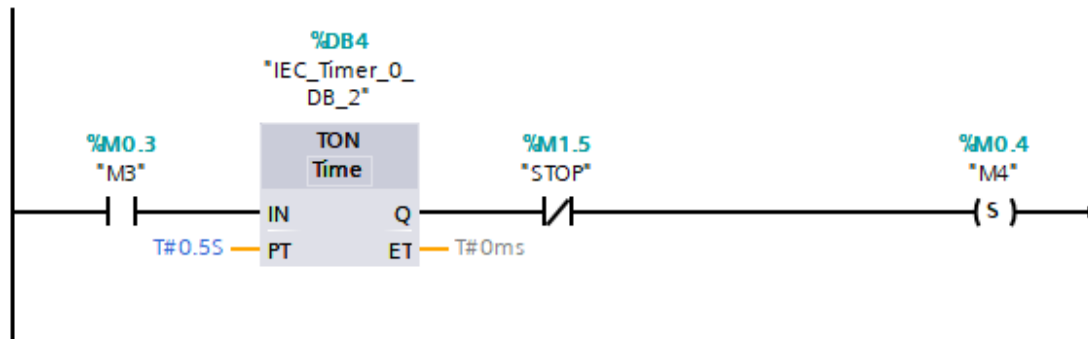 %DB4
"IEC_Timer_0_
DB_2"
%M0.3
"M3"
TON
Time
%M1.5
"STOP"
%M0.4
"M4"
IN
Q
S
T#0.5S
PT
ET
T#0ms